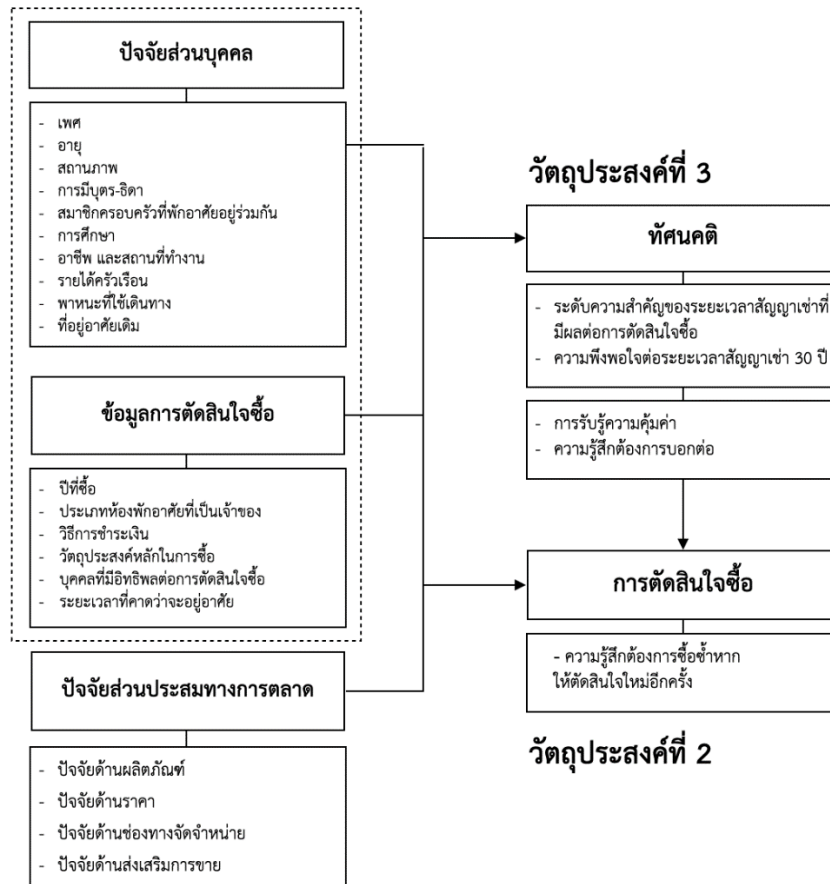 ปัจจัยส่วนบุคคล
- เพศ
- อายุ
- สถานภาพ
- การมีบุตร-ธิดา
- สมาชิกครอบครัวที่พักอาศัยอยู่ร่วมกัน
- การศึกษา
- อาชีพ และสถานที่ทำงาน
- รายได้ครัวเรือน
- พาหนะที่ใช้เดินทาง
- ที่อยู่อาศัยเดิม
ข้อมูลการตัดสินใจซื้อ
- ปีที่ซื้อ
- ประเภทห้องพักอาศัยที่เป็นเจ้าของ
- วิธีการชำระเงิน
- วัตถุประสงค์หลักในการซื้อ
- บุคคลที่มีอิทธิพลต่อการตัดสินใจซื้อ
- ระยะเวลาที่คาดว่าจะอยู่อาศัย
ปัจจัยส่วนประสมทางการตลาด
- ปัจจัยด้านผลิตภัณฑ์
- ปัจจัยด้านราคา
- ปัจจัยด้านช่องทางจัดจำหน่าย
- ปัจจัยด้านส่งเสริมการขาย
วัตถุประสงค์ที่ 3
ทัศนคติ
- ระดับความสำคัญของระยะเวลาสัญญาเช่าที่
มีผลต่อการตัดสินใจซื้อ
- ความพึงพอใจต่อระยะเวลาสัญญาเช่า 30 ปี
- การรับรู้ความคุ้มค่า
- ความรู้สึกต้องการบอกต่อ
การตัดสินใจซื้อ
- ความรู้สึกต้องการซื้อซ้ำหาก
ให้ตัดสินใจใหม่อีกครั้ง
วัตถุประสงค์ที่ 2